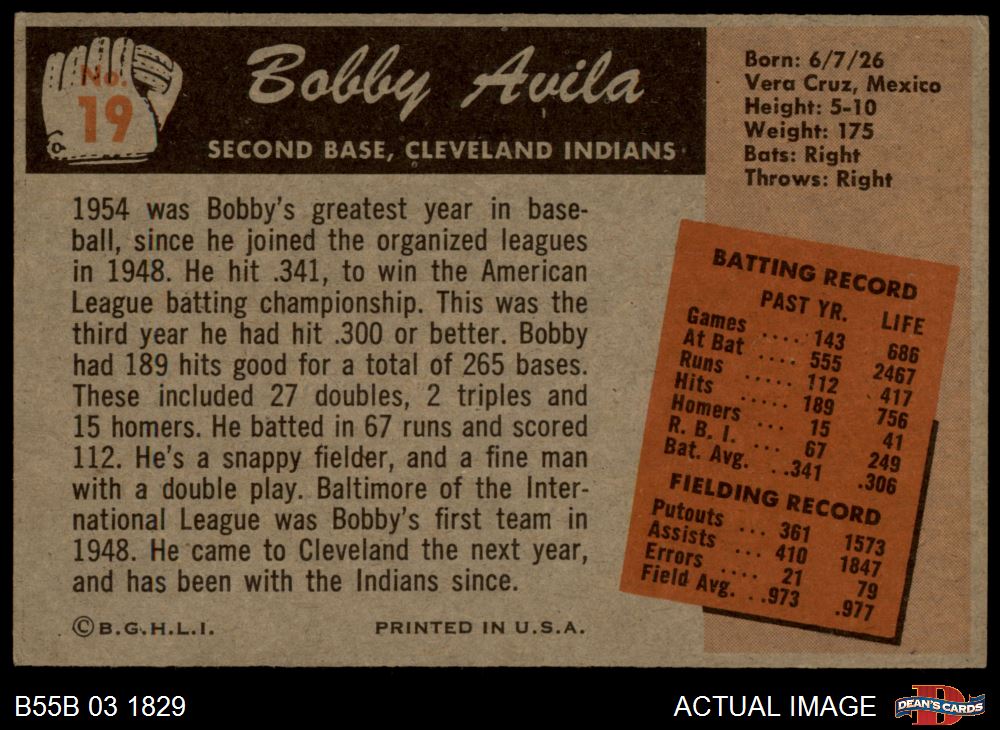 No.
19
Bobby Avila
SECOND BASE, CLEVELAND INDIANS
Born: 6/7/26
Vera Cruz, Mexico
Height: 5-10
Weight: 175
Bats: Right
Throws: Right
1954 was Bobby's greatest year in base-
ball, since he joined the organized leagues
in 1948. He hit .341, to win the American
League batting championship. This was the
third year he had hit .300 or better. Bobby
had 189 hits good for a total of 265 bases.
These included 27 doubles, 2 triples and
15 homers. He batted in 67 runs and scored
112. He's a snappy fielder, and a fine man
with a double play. Baltimore of the Inter-
national League was Bobby's first team in
1948. He came to Cleveland the next year,
and has been with the Indians since.
BATTING RECORD
PAST YR. LIFE
Games .... 143 686
At Bat .... 555 2467
Runs ..... 112 417
Hits ..... 189 756
Homers ... 15 41
R. B. I. ... 67 249
Bat. Avg. ..341 .306
FIELDING RECORD
Putouts ... 361 1573
Assists ... 410 1847
Errors .... 21 79
Field Avg. ..973 .977
© B.G.H.L.I. PRINTED IN U.S.A.
B55B 03 1829 ACTUAL IMAGE DEAN'S CARDS